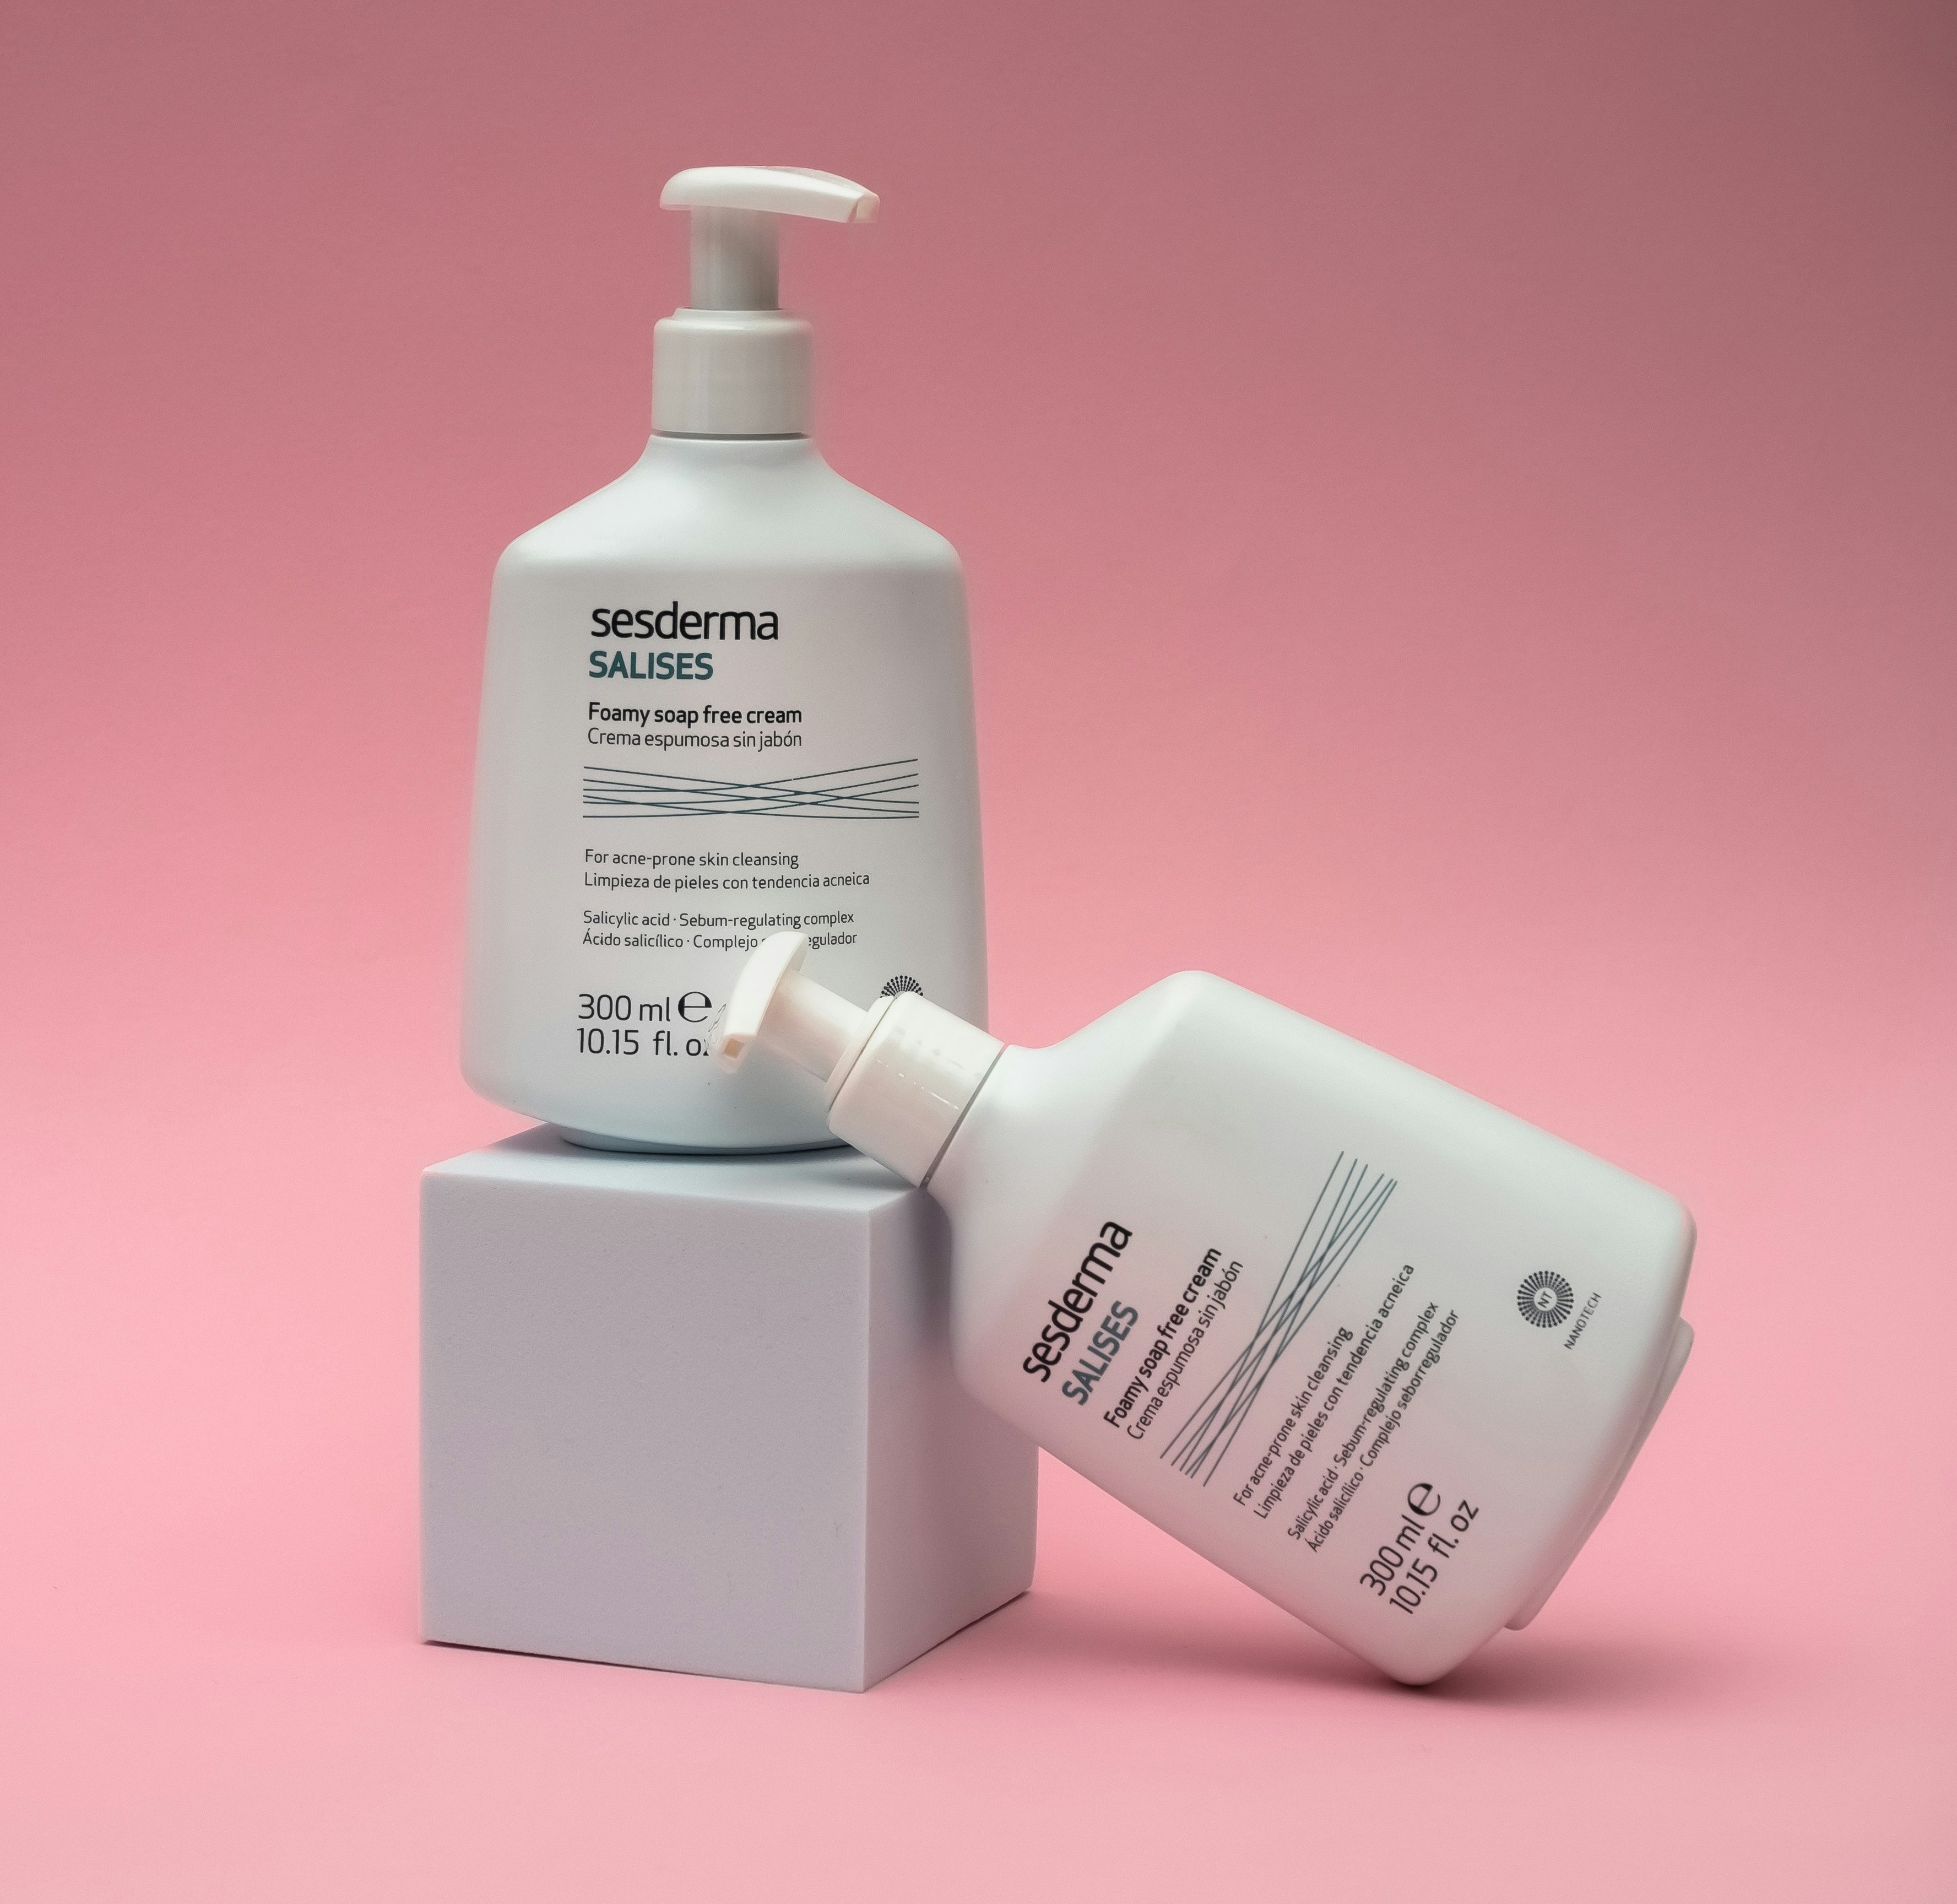 sesderma
SALISES
Foamy soap free cream
Crema espumosa sin jabón
For acne-prone skin cleansing
Limpieza de pieles con tendencia acneica
Salicylic acid · Sebum-regulating complex
Ácido salicílico · Complejo
300 ml ℮
10.15 fl. oz
sesderma
SALISES
Foamy soap free cream
Crema espumosa sin jabón
For acne-prone skin cleansing
Limpieza de pieles con tendencia acneica
Salicylic acid · Sebum-regulating complex
Ácido salicílico · Complejo seborregulador
300 ml ℮
10.15 fl. oz
NT
NANOTECH